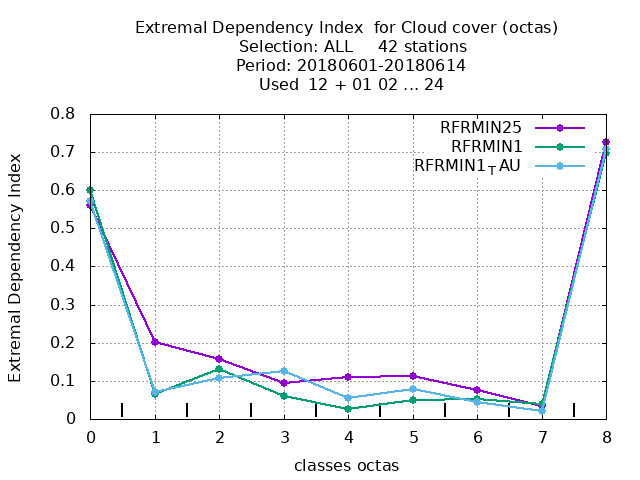 Extremal Dependency Index  for Cloud cover (octas)
Selection: ALL     42 stations
Period: 20180601-20180614
Used  12 + 01 02 ... 24
RFRMIN25
RFRMIN1
RFRMIN1TAU
Extremal Dependency Index
0.8
0.7
0.6
0.5
0.4
0.3
0.2
0.1
0
0 1 2 3 4 5 6 7 8
classes octas